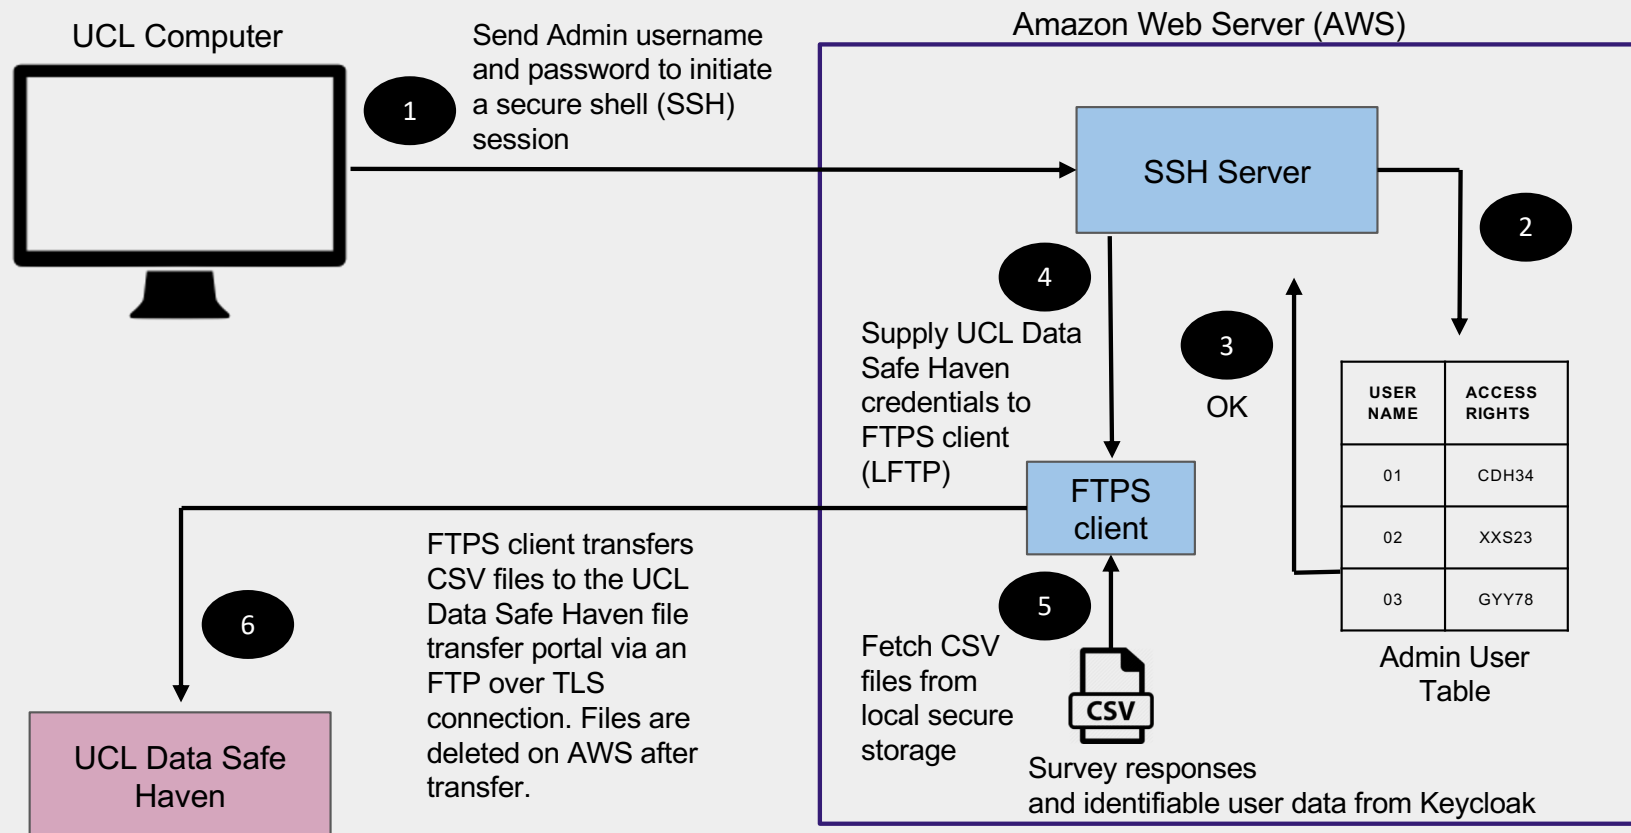 UCL Computer
1
Send Admin username
and password to initiate
a secure shell (SSH)
session
Amazon Web Server (AWS)
SSH Server
2
4
Supply UCL Data
Safe Haven
credentials to
FTPS client
(LFTP)
3
OK
USER NAME
ACCESS RIGHTS
01
CDH34
02
XXS23
03
GYY78
Admin User
Table
FTPS
client
5
Fetch CSV
files from
local secure
storage
CSV
Survey responses
and identifiable user data from Keycloak
6
FTPS client transfers
CSV files to the UCL
Data Safe Haven file
transfer portal via an
FTP over TLS
connection. Files are
deleted on AWS after
transfer.
UCL Data Safe
Haven